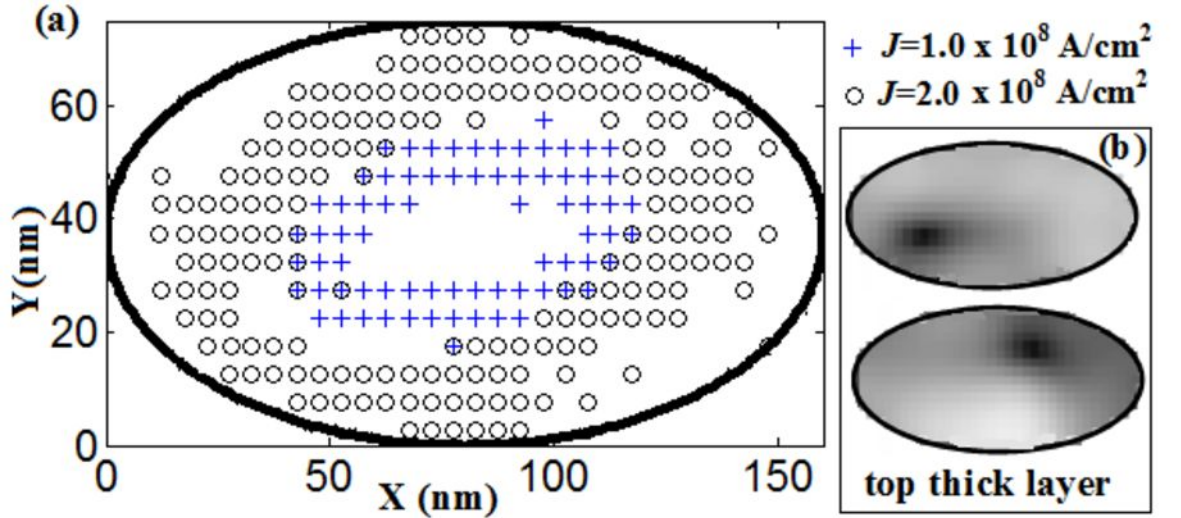 (a)
J=1.0 x 10⁸ A/cm²
J=2.0 x 10⁸ A/cm²
(b)
60
40
20
0
Y(nm)
0
50
100
150
X (nm)
top thick layer